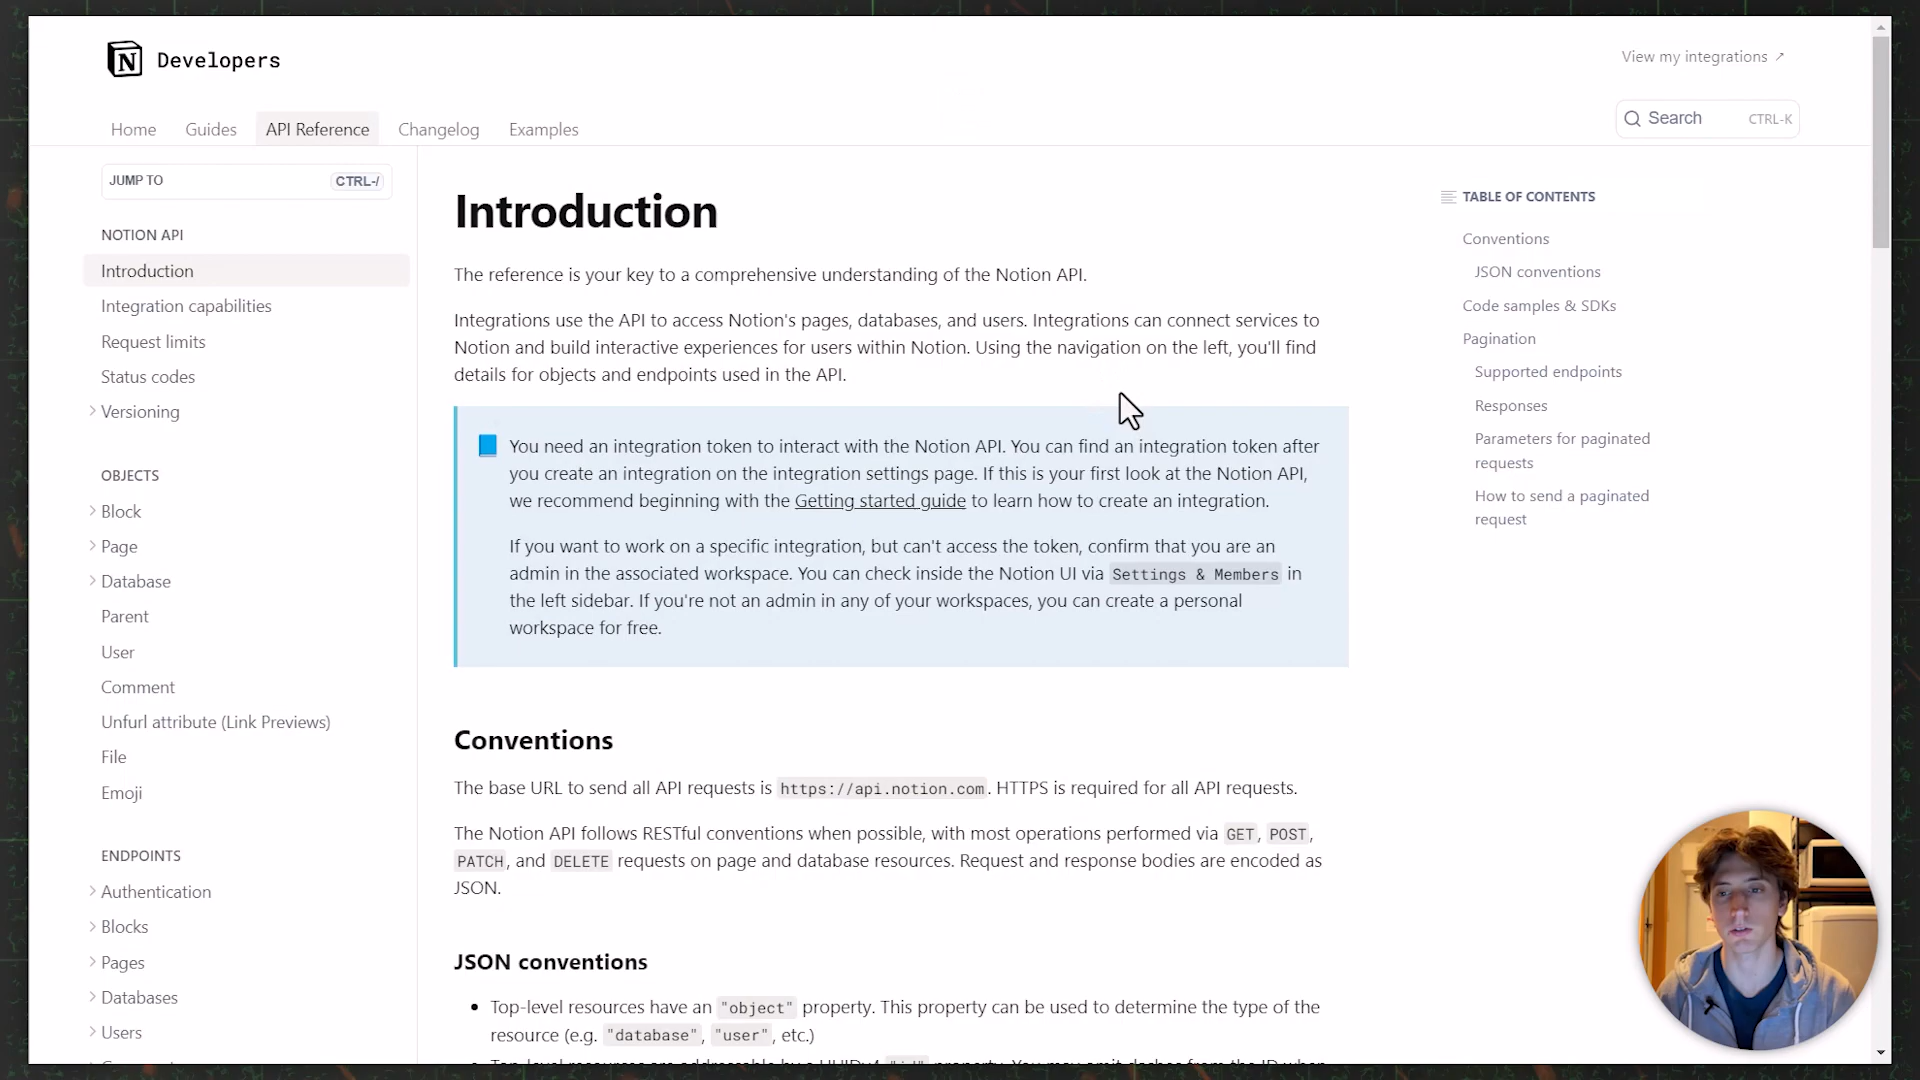 Developers
View my integrations ↗
Home Guides API Reference Changelog Examples
Search CTRL-K
JUMP TO CTRL-/
NOTION API
Introduction
Integration capabilities
Request limits
Status codes
Versioning
OBJECTS
Block
Page
Database
Parent
User
Comment
Unfurl attribute (Link Previews)
File
Emoji
ENDPOINTS
Authentication
Blocks
Pages
Databases
Users
Introduction
The reference is your key to a comprehensive understanding of the Notion API.
Integrations use the API to access Notion's pages, databases, and users. Integrations can connect services to
Notion and build interactive experiences for users within Notion. Using the navigation on the left, you'll find
details for objects and endpoints used in the API.
You need an integration token to interact with the Notion API. You can find an integration token after
you create an integration on the integration settings page. If this is your first look at the Notion API,
we recommend beginning with the Getting started guide to learn how to create an integration.
If you want to work on a specific integration, but can't access the token, confirm that you are an
admin in the associated workspace. You can check inside the Notion UI via Settings & Members in
the left sidebar. If you're not an admin in any of your workspaces, you can create a personal
workspace for free.
Conventions
The base URL to send all API requests is https://api.notion.com. HTTPS is required for all API requests.
The Notion API follows RESTful conventions when possible, with most operations performed via GET, POST,
PATCH, and DELETE requests on page and database resources. Request and response bodies are encoded as
JSON.
JSON conventions
• Top-level resources have an "object" property. This property can be used to determine the type of the
resource (e.g. "database", "user", etc.)
TABLE OF CONTENTS
Conventions
JSON conventions
Code samples & SDKs
Pagination
Supported endpoints
Responses
Parameters for paginated
requests
How to send a paginated
request